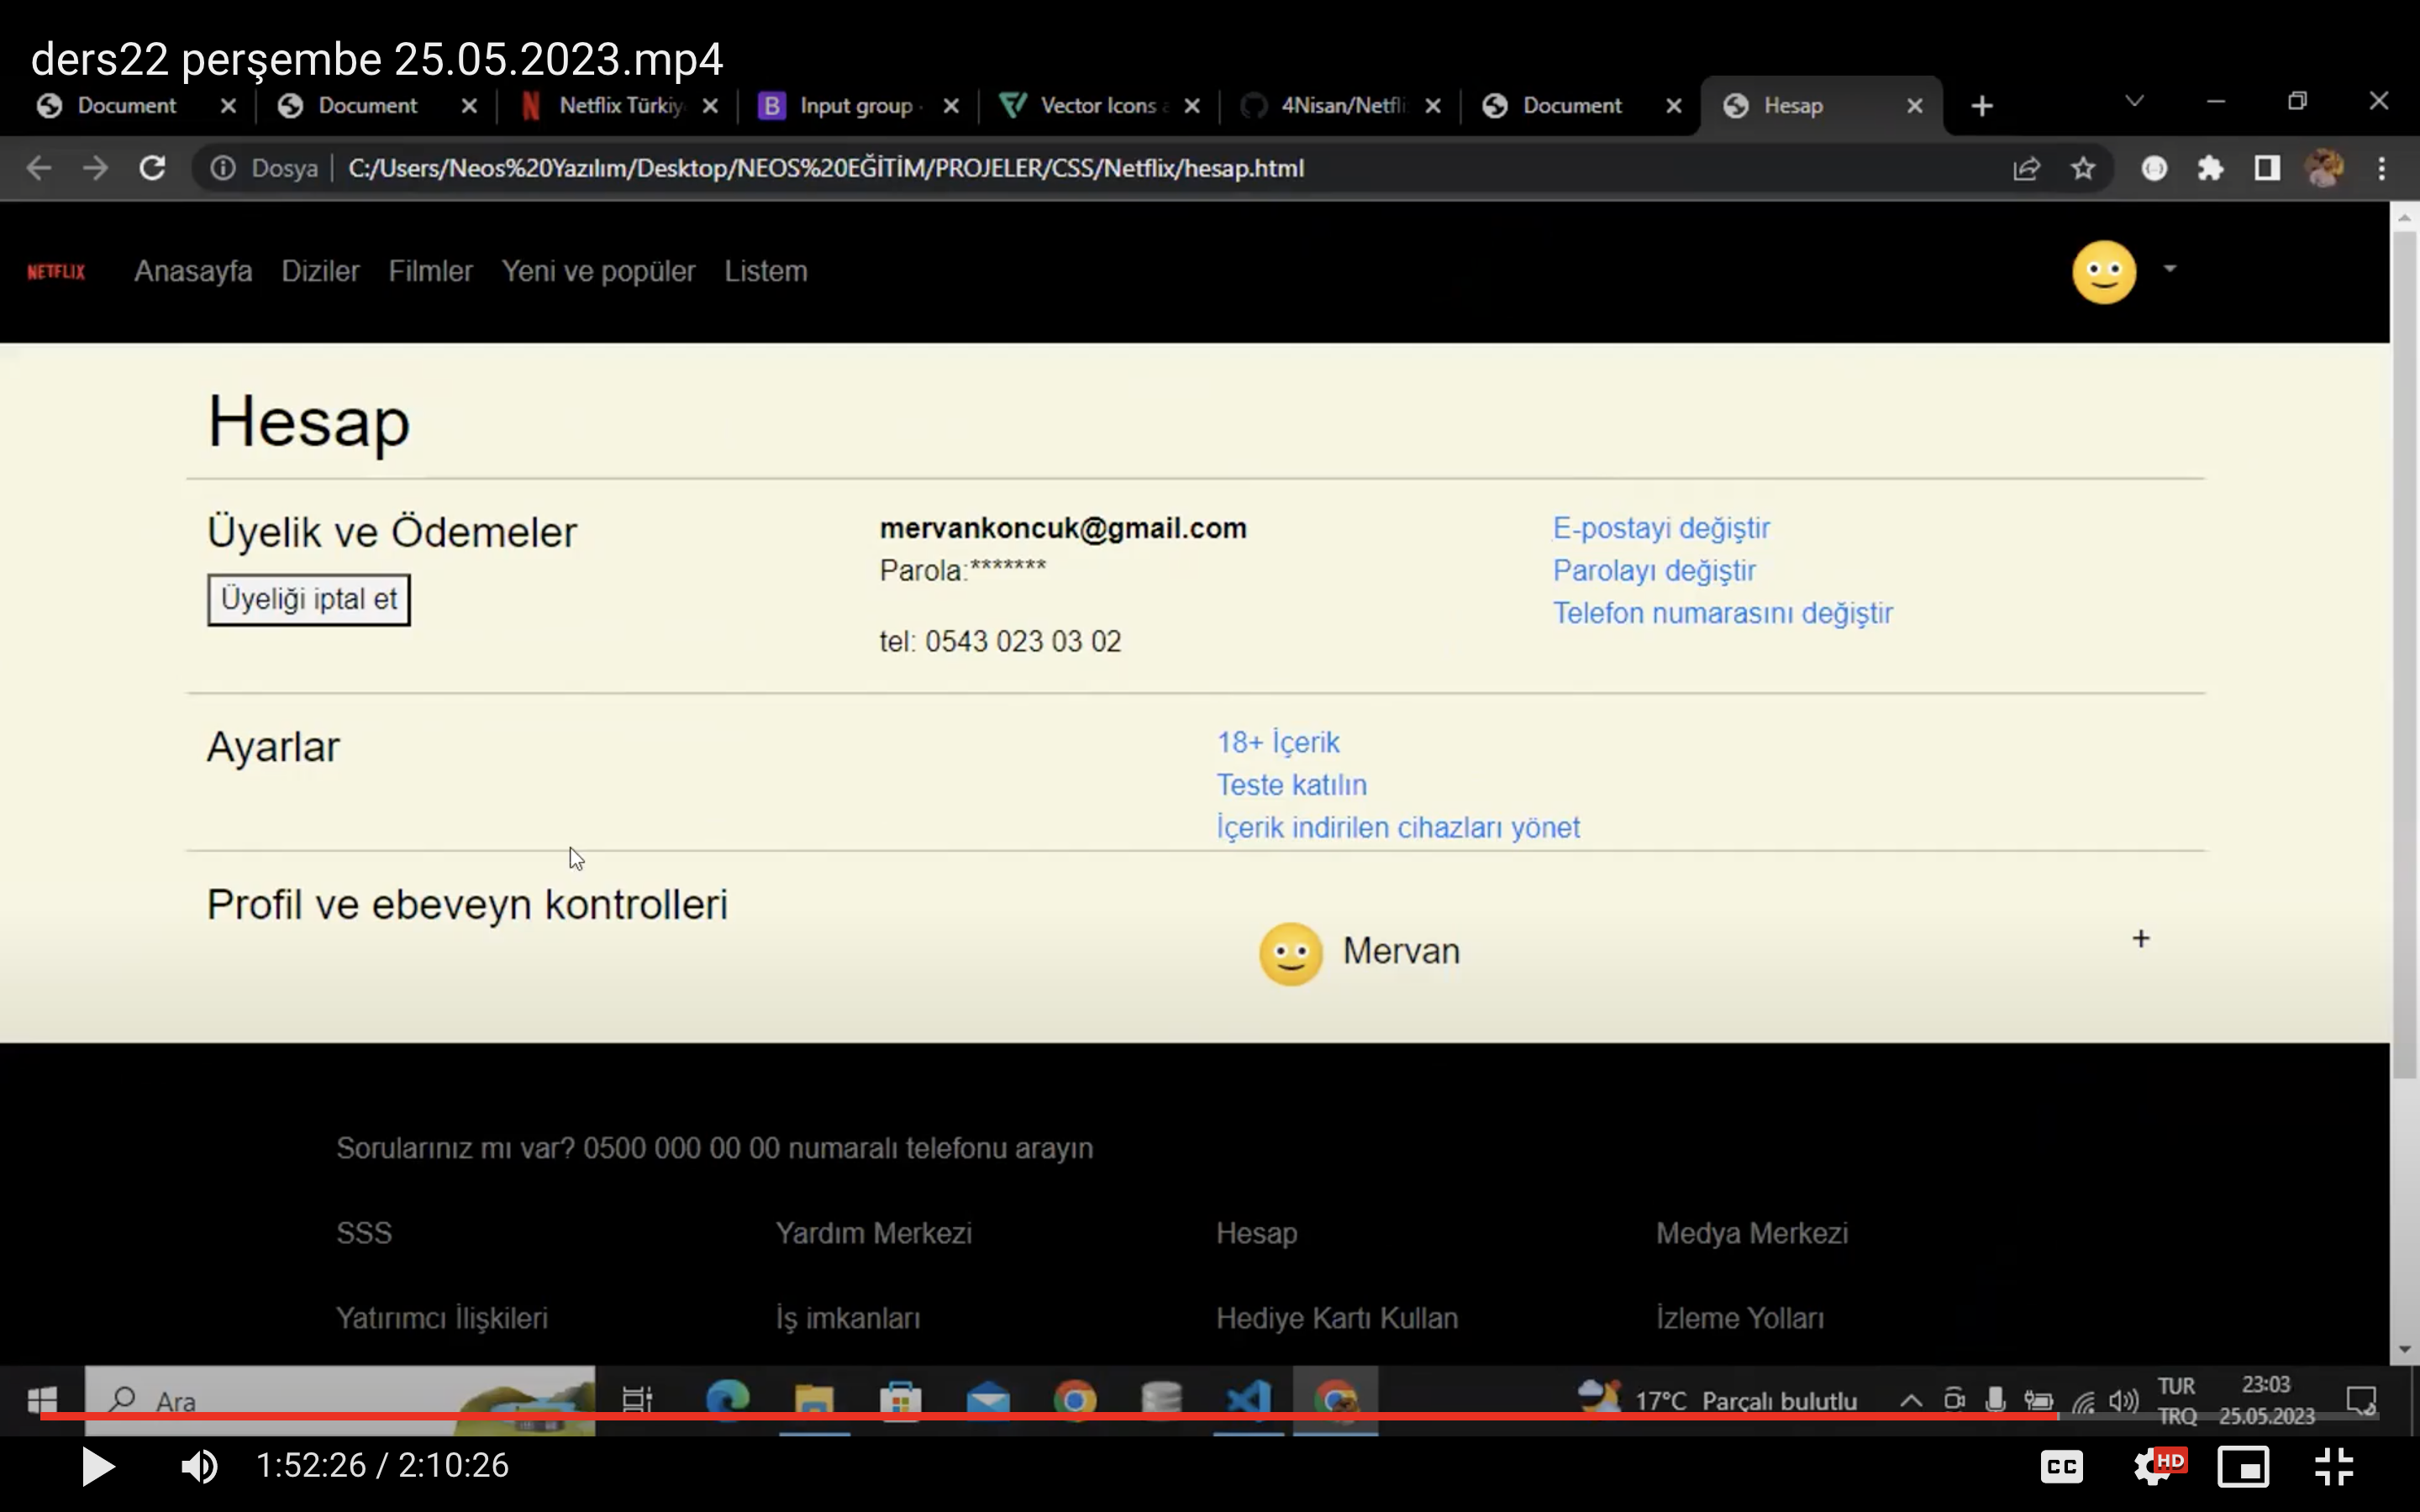 ders22 perşembe 25.05.2023.mp4
Document Document Netflix Türkiy Input group Vector Icons 4Nisan/Netfli Document Hesap
Dosya C:/Users/Neos%20Yazılım/Desktop/NEOS%20EĞİTİM/PROJELER/CSS/Netflix/hesap.html
NETFLIX Anasayfa Diziler Filmler Yeni ve popüler Listem
Hesap
Üyelik ve Ödemeler
Üyeliği iptal et
mervankoncuk@gmail.com
Parola:*******
tel: 0543 023 03 02
E-postayi değiştir
Parolayı değiştir
Telefon numarasını değiştir
Ayarlar
18+ İçerik
Teste katılın
İçerik indirilen cihazları yönet
Profil ve ebeveyn kontrolleri
Mervan +
Sorularınız mı var? 0500 000 00 00 numaralı telefonu arayın
SSS Yardım Merkezi Hesap Medya Merkezi
Yatırımcı İlişkileri İş imkanları Hediye Kartı Kullan İzleme Yolları
Ara 17°C Parçalı bulutlu TUR 23:03
TRQ 25.05.2023
1:52:26 / 2:10:26 CC HD